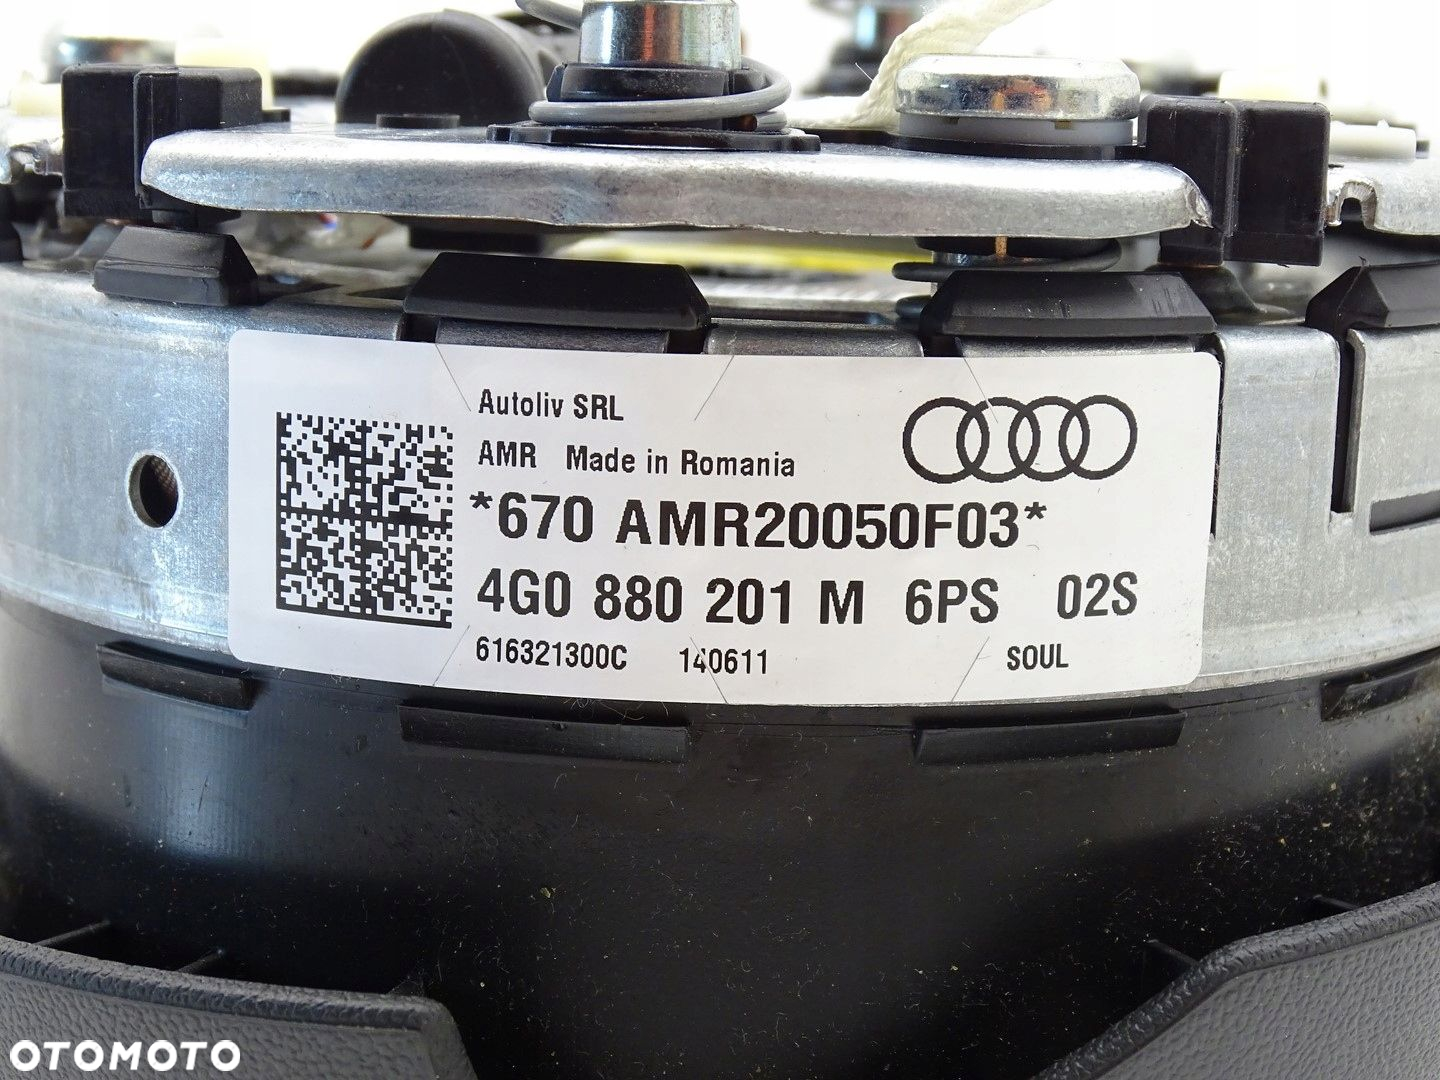 Autoliv SRL
AMR Made in Romania
*670 AMR20050F03*
4G0 880 201 M 6PS 02S
616321300C 140611 SOUL
OTOMOTO